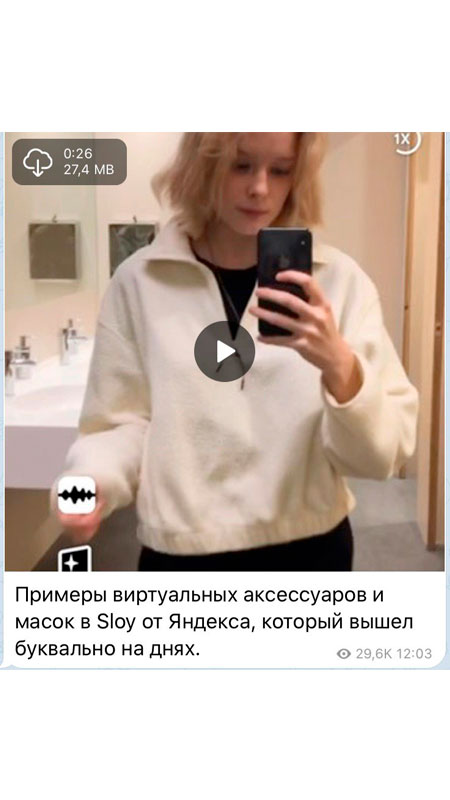 0:26
27,4 MB
1X
Примеры виртуальных аксессуаров и
масок в Sloy от Яндекса, который вышел
буквально на днях.
29,6K 12:03